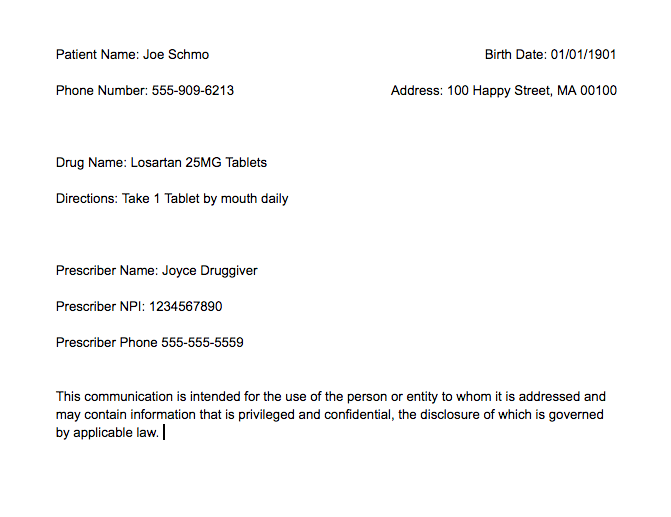 Patient Name: Joe Schmo Birth Date: 01/01/1901
Phone Number: 555-909-6213 Address: 100 Happy Street, MA 00100
Drug Name: Losartan 25MG Tablets
Directions: Take 1 Tablet by mouth daily
Prescriber Name: Joyce Druggiver
Prescriber NPI: 1234567890
Prescriber Phone 555-555-5559
This communication is intended for the use of the person or entity to whom it is addressed and
may contain information that is privileged and confidential, the disclosure of which is governed
by applicable law.